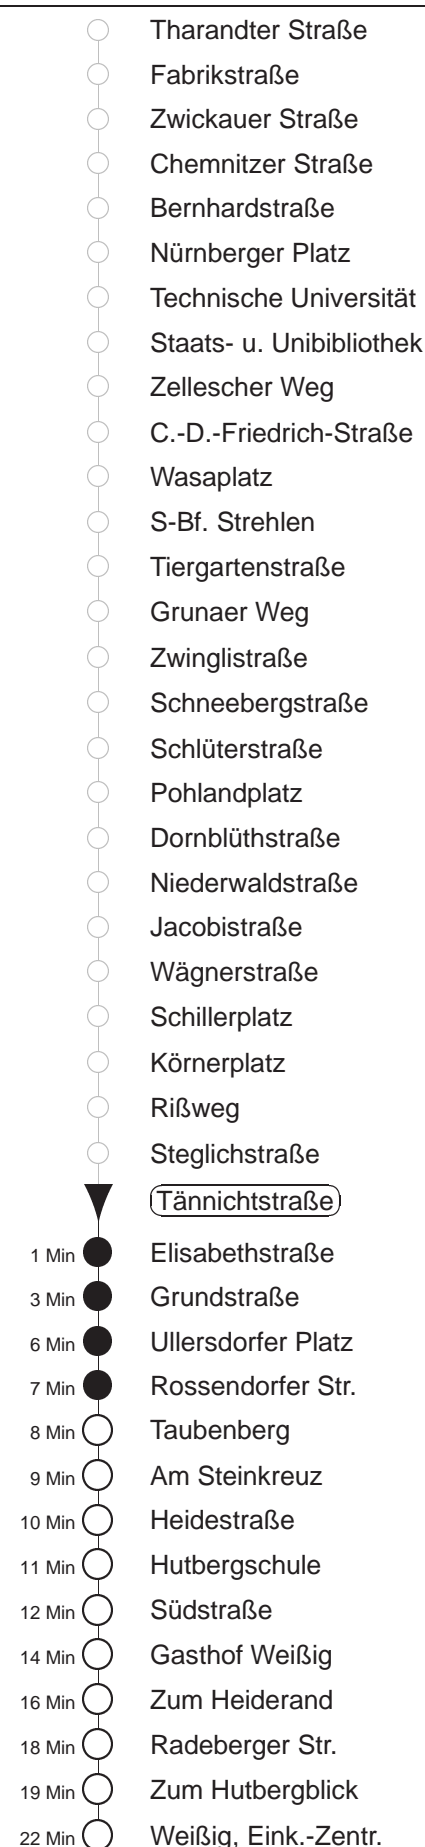 Tharandter Straße
Fabrikstraße
Zwickauer Straße
Chemnitzer Straße
Bernhardstraße
Nürnberger Platz
Technische Universität
Staats- u. Unibibliothek
Zellescher Weg
C.-D.-Friedrich-Straße
Wasaplatz
S-Bf. Strehlen
Tiergartenstraße
Grunaer Weg
Zwinglistraße
Schneebergstraße
Schlüterstraße
Pohlandplatz
Dornblüthstraße
Niederwaldstraße
Jacobistraße
Wägnerstraße
Schillerplatz
Körnerplatz
Rißweg
Steglichstraße
Tännichtstraße
1 Min Elisabethstraße
3 Min Grundstraße
6 Min Ullersdorfer Platz
7 Min Rossendorfer Str.
8 Min Taubenberg
9 Min Am Steinkreuz
10 Min Heidestraße
11 Min Hutbergschule
12 Min Südstraße
14 Min Gasthof Weißig
16 Min Zum Heiderand
18 Min Radeberger Str.
19 Min Zum Hutbergblick
22 Min Weißig, Eink.-Zentr.